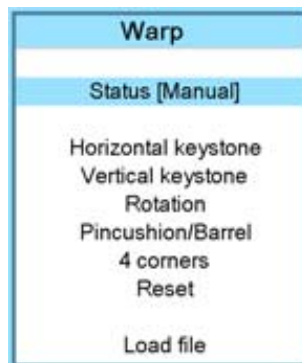 Warp
Status [Manual]
Horizontal keystone
Vertical keystone
Rotation
Pincushion/Barrel
4 corners
Reset
Load file